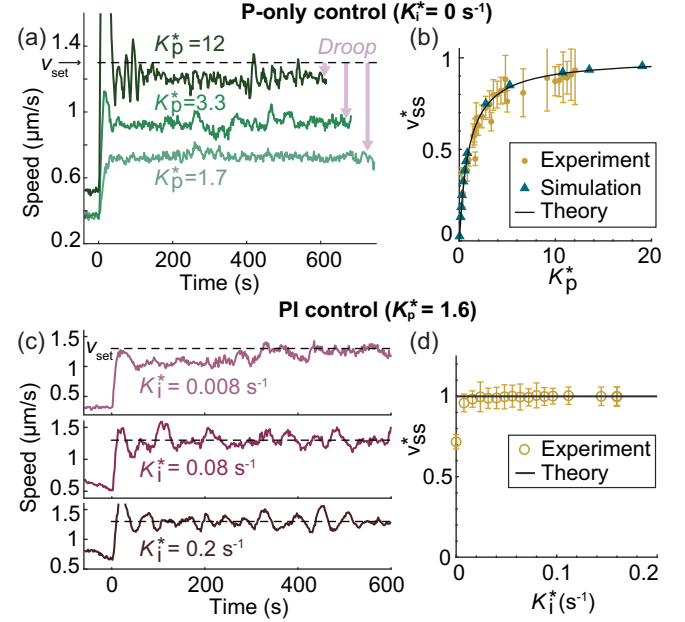 P-only control (K*i = 0 s⁻¹)
(a)
K*p = 12
Droop
vset
1.4
1
0.6
0.2
K*p = 3.3
K*p = 1.7
Speed (μm/s)
0 200 400 600
Time (s)
(b)
v*ss
1
0.5
0
Experiment
Simulation
Theory
0 10 20
K*p
PI control (K*p = 1.6)
(c)
vset
1.5
1
0.5
K*i = 0.008 s⁻¹
1.5
1
0.5
K*i = 0.08 s⁻¹
1.5
1
0.5
K*i = 0.2 s⁻¹
Speed (μm/s)
0 200 400 600
Time (s)
(d)
v*ss
1
0.5
0
Experiment
Theory
0 0.1 0.2
K*i (s⁻¹)